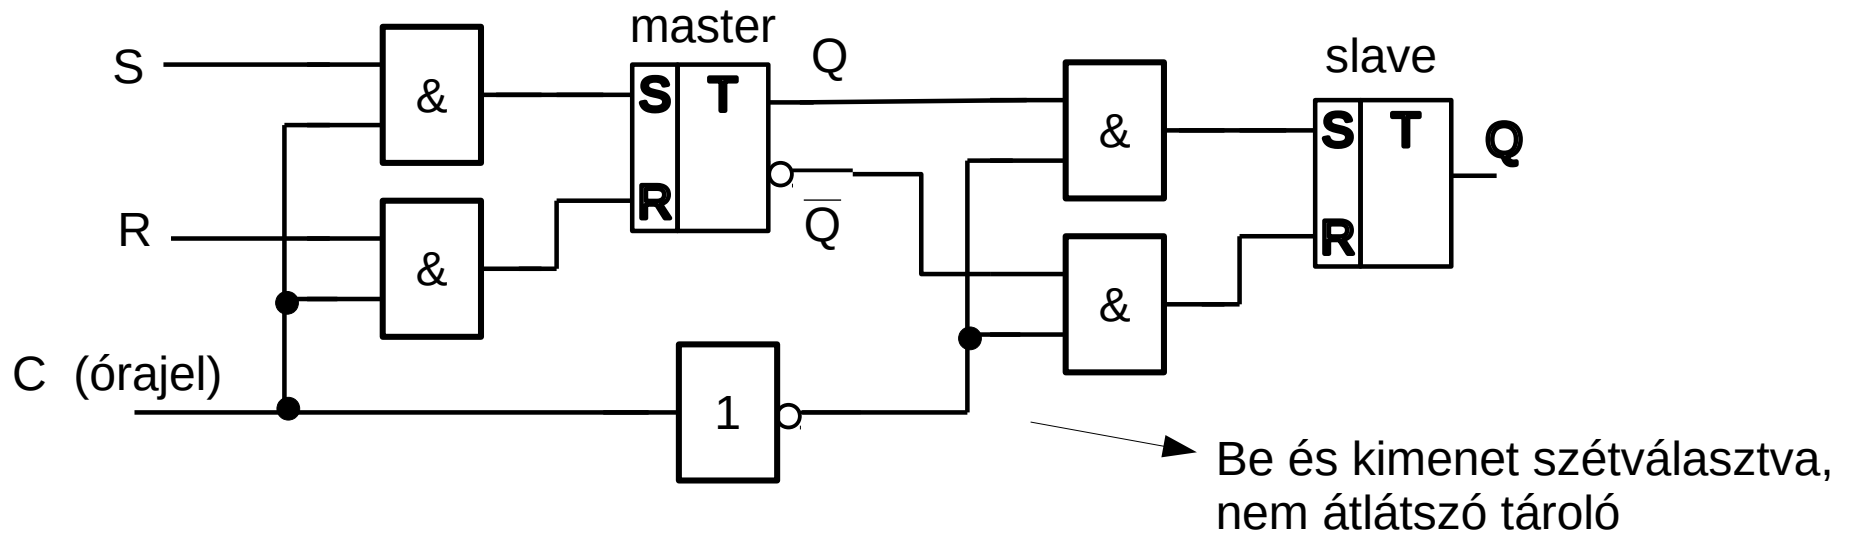 master
slave
S
R
C (órajel)
&
&
S T
R
Q
Q
1
&
&
S T
R
Q
Be és kimenet szétválasztva,
nem átlátszó tároló